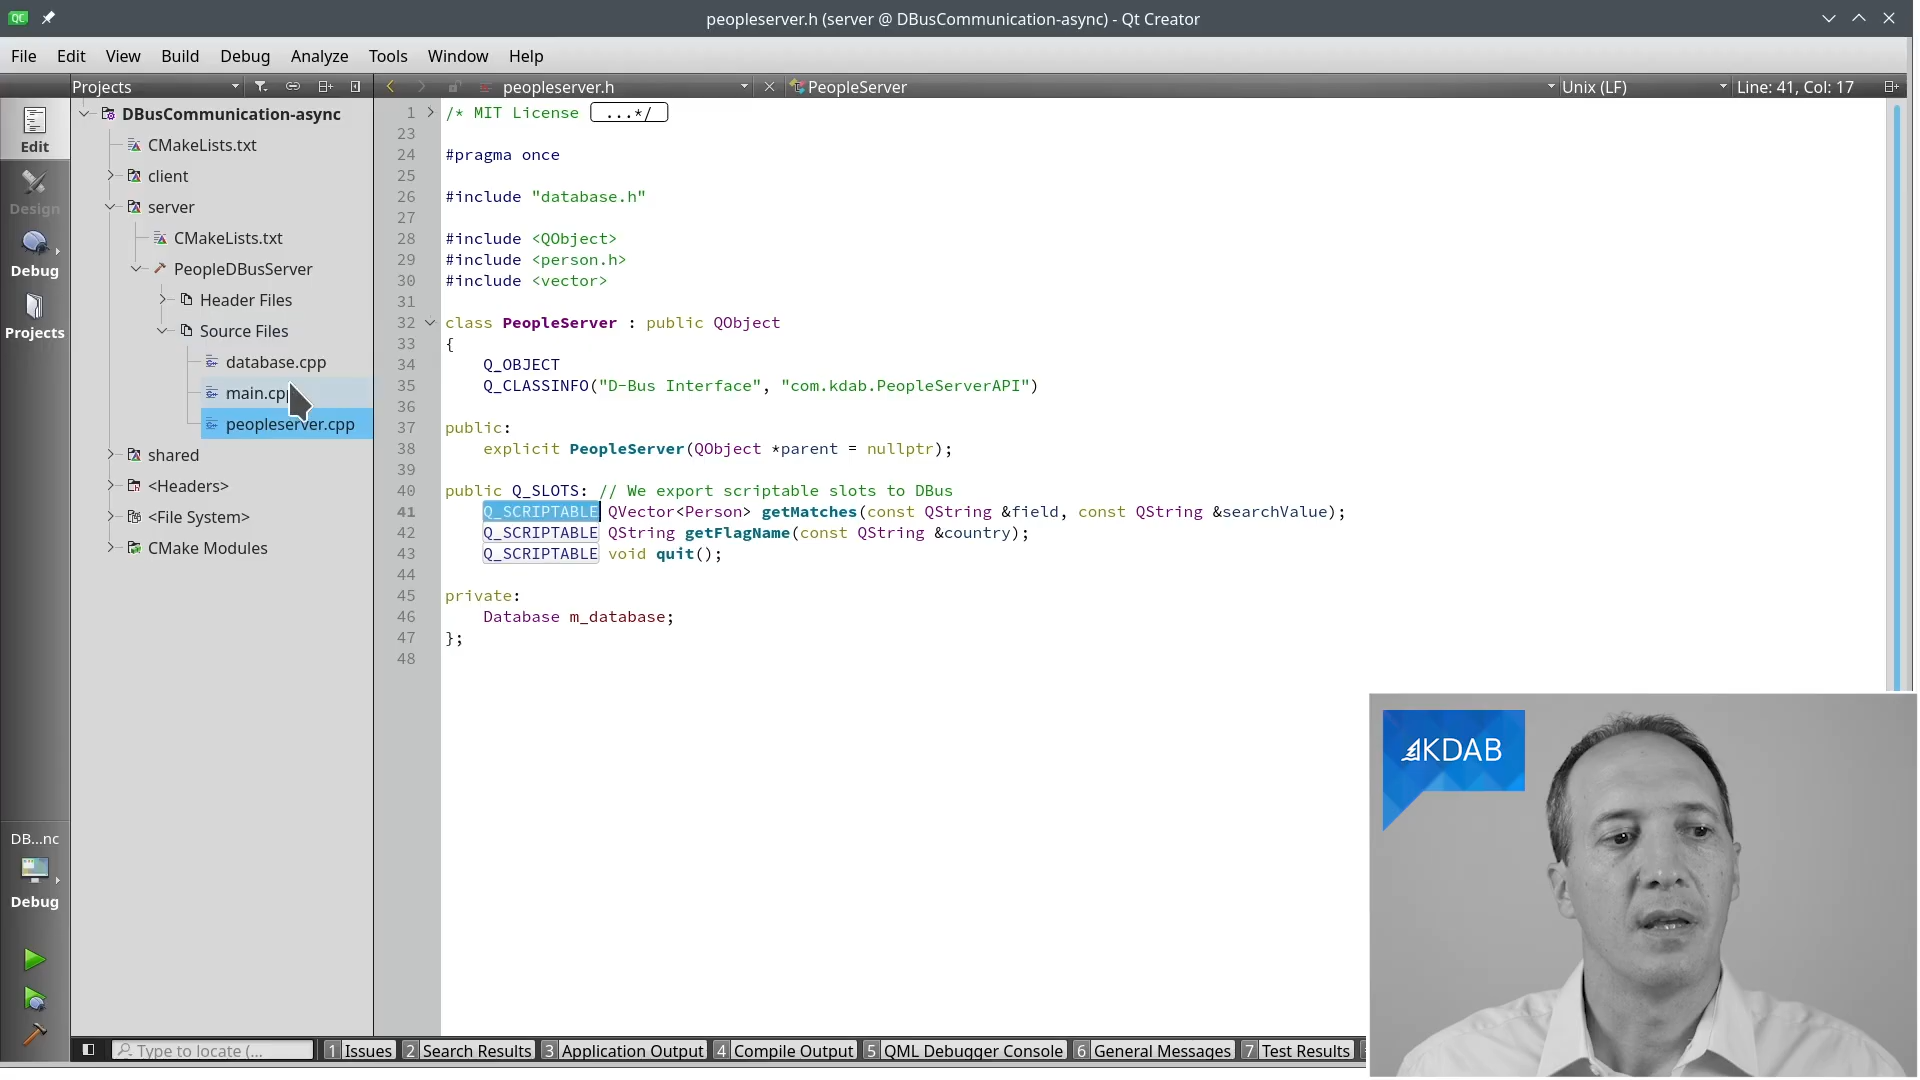 QC
peopleserver.h (server @ DBusCommunication-async) - Qt Creator
File Edit View Build Debug Analyze Tools Window Help
Projects
peopleserver.h
PeopleServer
Unix (LF)
Line: 41, Col: 17
Edit
Design
Debug
Projects
DB...nc
Debug
DBusCommunication-async
CMakeLists.txt
client
server
CMakeLists.txt
PeopleDBusServer
Header Files
Source Files
database.cpp
main.cpp
peopleserver.cpp
shared
<Headers>
<File System>
CMake Modules
1 /* MIT License ...*/
23
24 #pragma once
25
26 #include "database.h"
27
28 #include <QObject>
29 #include <person.h>
30 #include <vector>
31
32 class PeopleServer : public QObject
33 {
34 Q_OBJECT
35 Q_CLASSINFO("D-Bus Interface", "com.kdab.PeopleServerAPI")
36
37 public:
38 explicit PeopleServer(QObject *parent = nullptr);
39
40 public Q_SLOTS: // We export scriptable slots to DBus
41 Q_SCRIPTABLE QVector<Person> getMatches(const QString &field, const QString &searchValue);
42 Q_SCRIPTABLE QString getFlagName(const QString &country);
43 Q_SCRIPTABLE void quit();
44
45 private:
46 Database m_database;
47 };
48
KDAB
Type to locate (...
1 Issues 2 Search Results 3 Application Output 4 Compile Output 5 QML Debugger Console 6 General Messages 7 Test Results